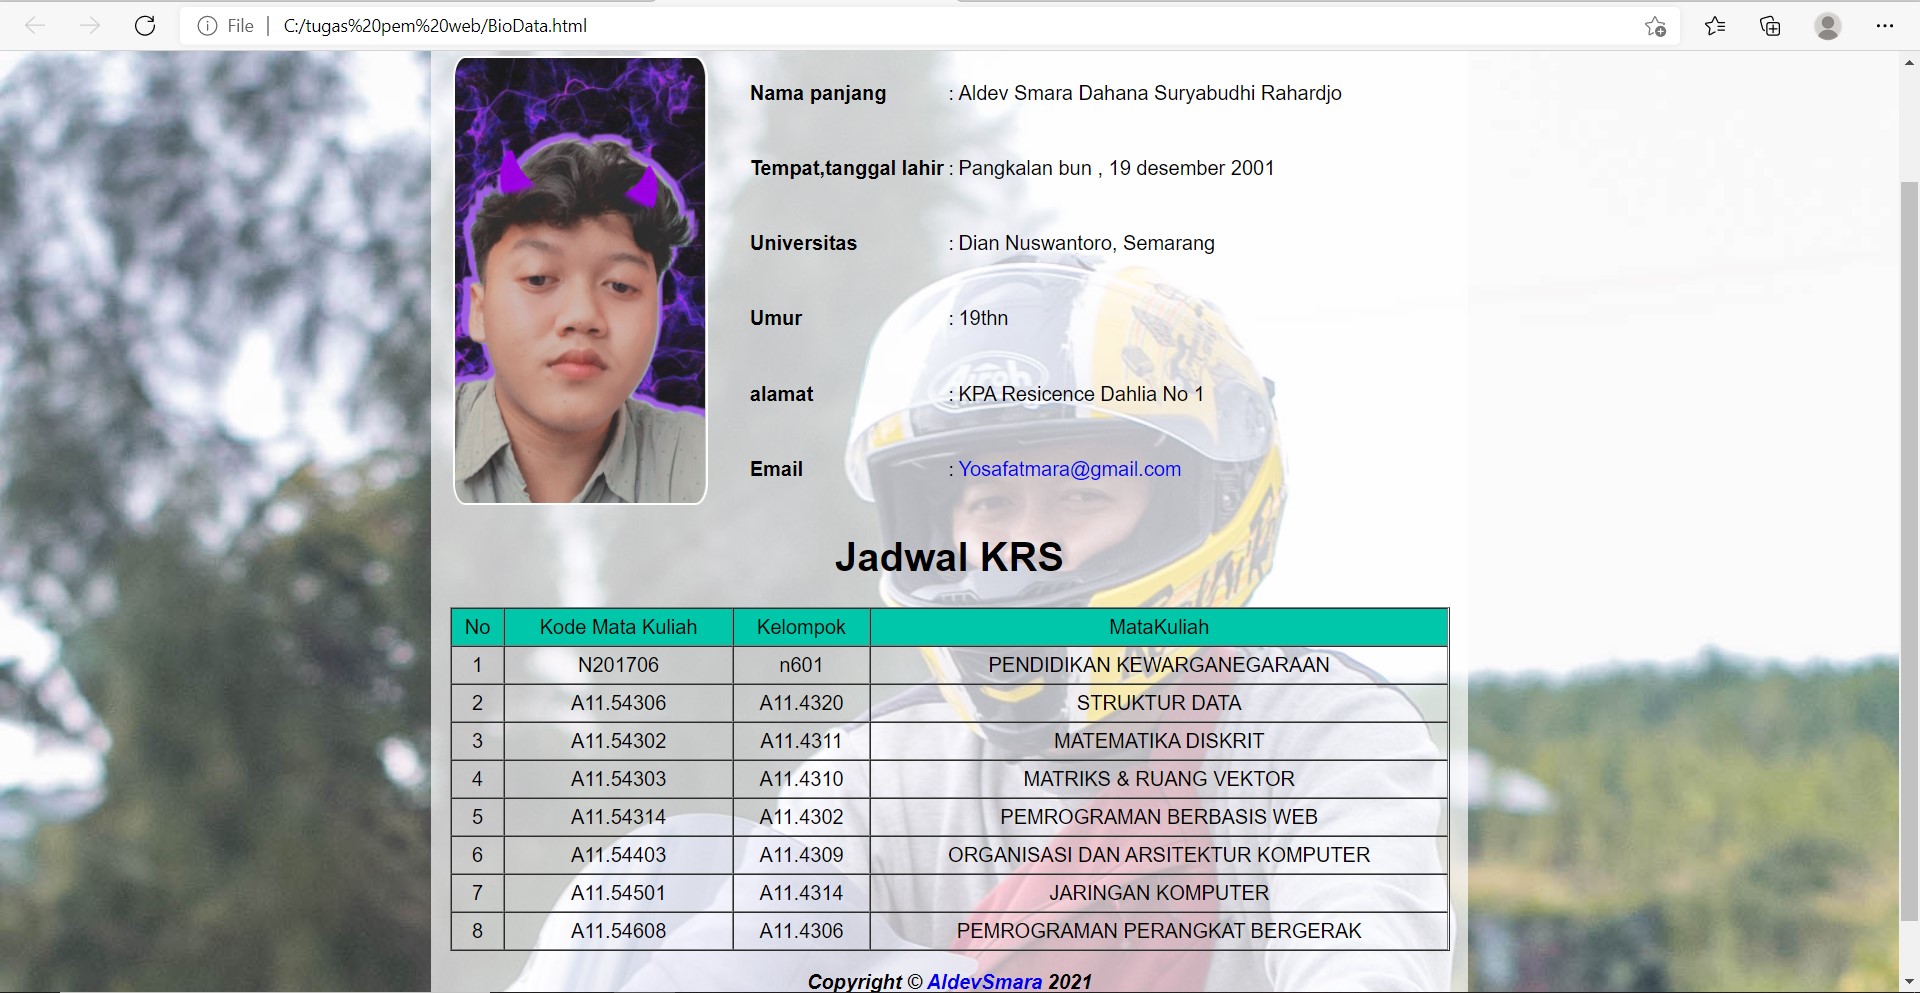 File | C:/tugas%20pem%20web/BioData.html
Nama panjang : Aldev Smara Dahana Suryabudhi Rahardjo
Tempat,tanggal lahir : Pangkalan bun , 19 desember 2001
Universitas : Dian Nuswantoro, Semarang
Umur : 19thn
alamat : KPA Resicence Dahlia No 1
Email : Yosafatmara@gmail.com
Arai
Jadwal KRS
No Kode Mata Kuliah Kelompok MataKuliah
1 N201706 n601 PENDIDIKAN KEWARGANEGARAAN
2 A11.54306 A11.4320 STRUKTUR DATA
3 A11.54302 A11.4311 MATEMATIKA DISKRIT
4 A11.54303 A11.4310 MATRIKS & RUANG VEKTOR
5 A11.54314 A11.4302 PEMROGRAMAN BERBASIS WEB
6 A11.54403 A11.4309 ORGANISASI DAN ARSITEKTUR KOMPUTER
7 A11.54501 A11.4314 JARINGAN KOMPUTER
8 A11.54608 A11.4306 PEMROGRAMAN PERANGKAT BERGERAK
Copyright © AldevSmara 2021